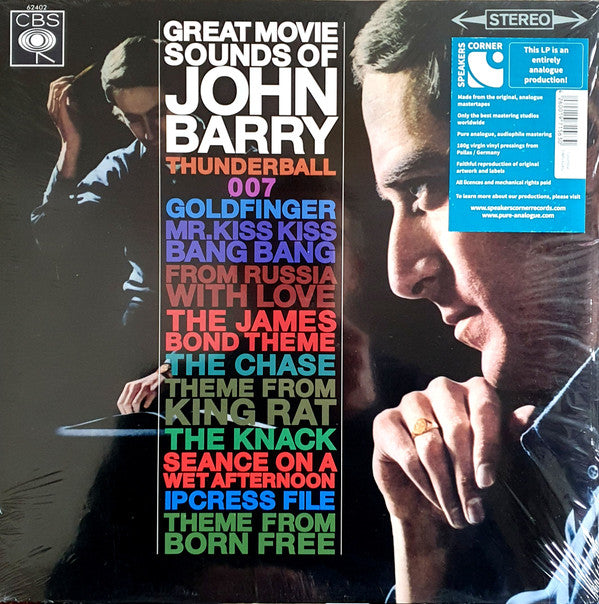 62402
CBS
GREAT MOVIE
SOUNDS OF
JOHN
BARRY
THUNDERBALL
007
GOLDFINGER
MR. KISS KISS
BANG BANG
FROM RUSSIA
WITH LOVE
THE JAMES
BOND THEME
THE CHASE
THEME FROM
KING RAT
THE KNACK
SEANCE ON A
WET AFTERNOON
IPCRESS FILE
THEME FROM
BORN FREE
STEREO
SPEAKERS
CORNER
This LP is an
entirely
analogue
production!
Made from the original, analogue
mastertapes
Only the best mastering studios
worldwide
Pure analogue, audiophile mastering
180g virgin vinyl pressings from
Pallas / Germany
Faithful reproduction of original
artwork and labels
All licences and mechanical rights paid
To learn more about our productions, please visit
www.speakerscornerrecords.com
www.pure-analogue.com